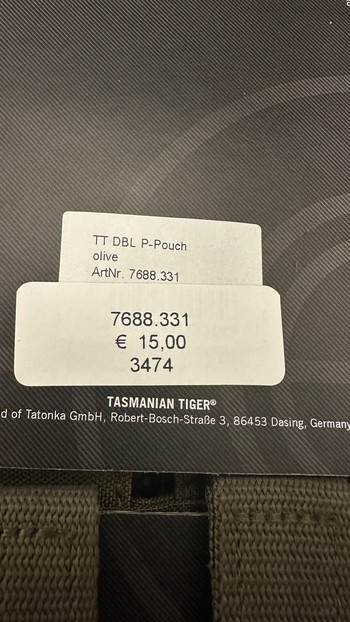 TT DBL P-Pouch
olive
ArtNr. 7688.331
7688.331
€ 15,00
3474
TASMANIAN TIGER®
d of Tatonka GmbH, Robert-Bosch-Straße 3, 86453 Dasing, Germany